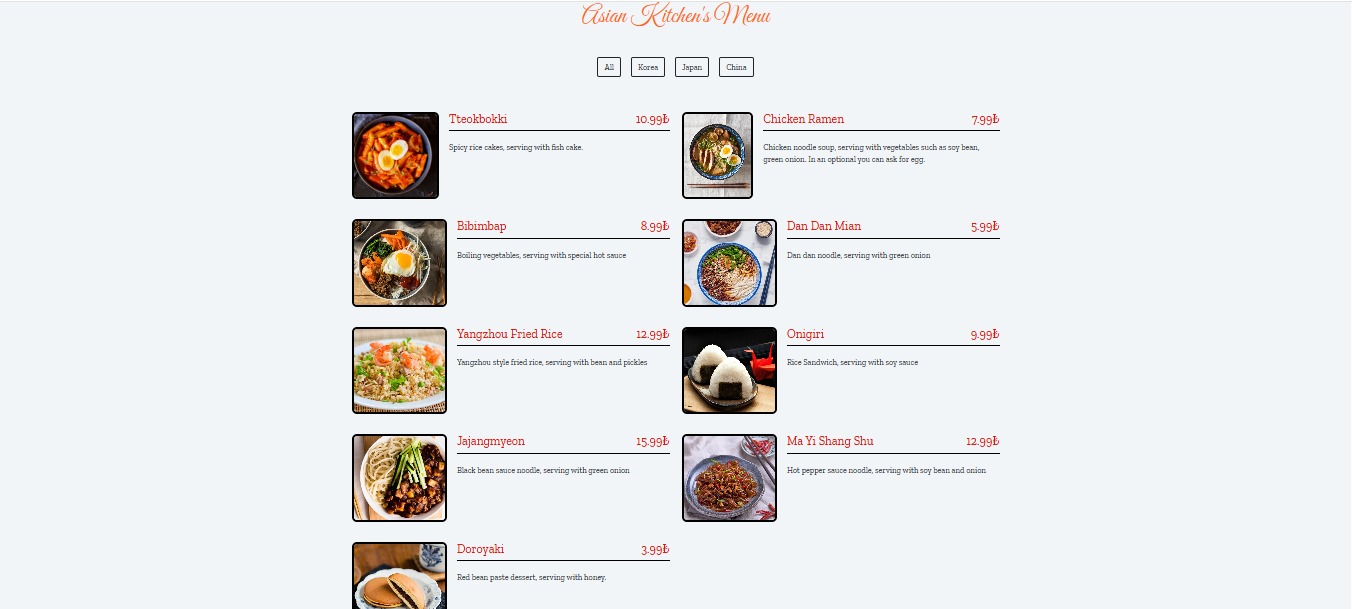 Asian Kitchen's Menu
All
Korea
Japan
China
Tteokbokki 10.99₺
Spicy rice cakes, serving with fish cake.
Chicken Ramen 7.99₺
Chicken noodle soup, serving with vegetables such as soy bean,
green onion. In an optional you can ask for egg.
Bibimbap 8.99₺
Boiling vegetables, serving with special hot sauce
Dan Dan Mian 5.99₺
Dan dan noodle, serving with green onion
Yangzhou Fried Rice 12.99₺
Yangzhou style fried rice, serving with bean and pickles
Onigiri 9.99₺
Rice Sandwich, serving with soy sauce
Jajangmyeon 15.99₺
Black bean sauce noodle, serving with green onion
Ma Yi Shang Shu 12.99₺
Hot pepper sauce noodle, serving with soy bean and onion
Doroyaki 3.99₺
Red bean paste dessert, serving with honey.